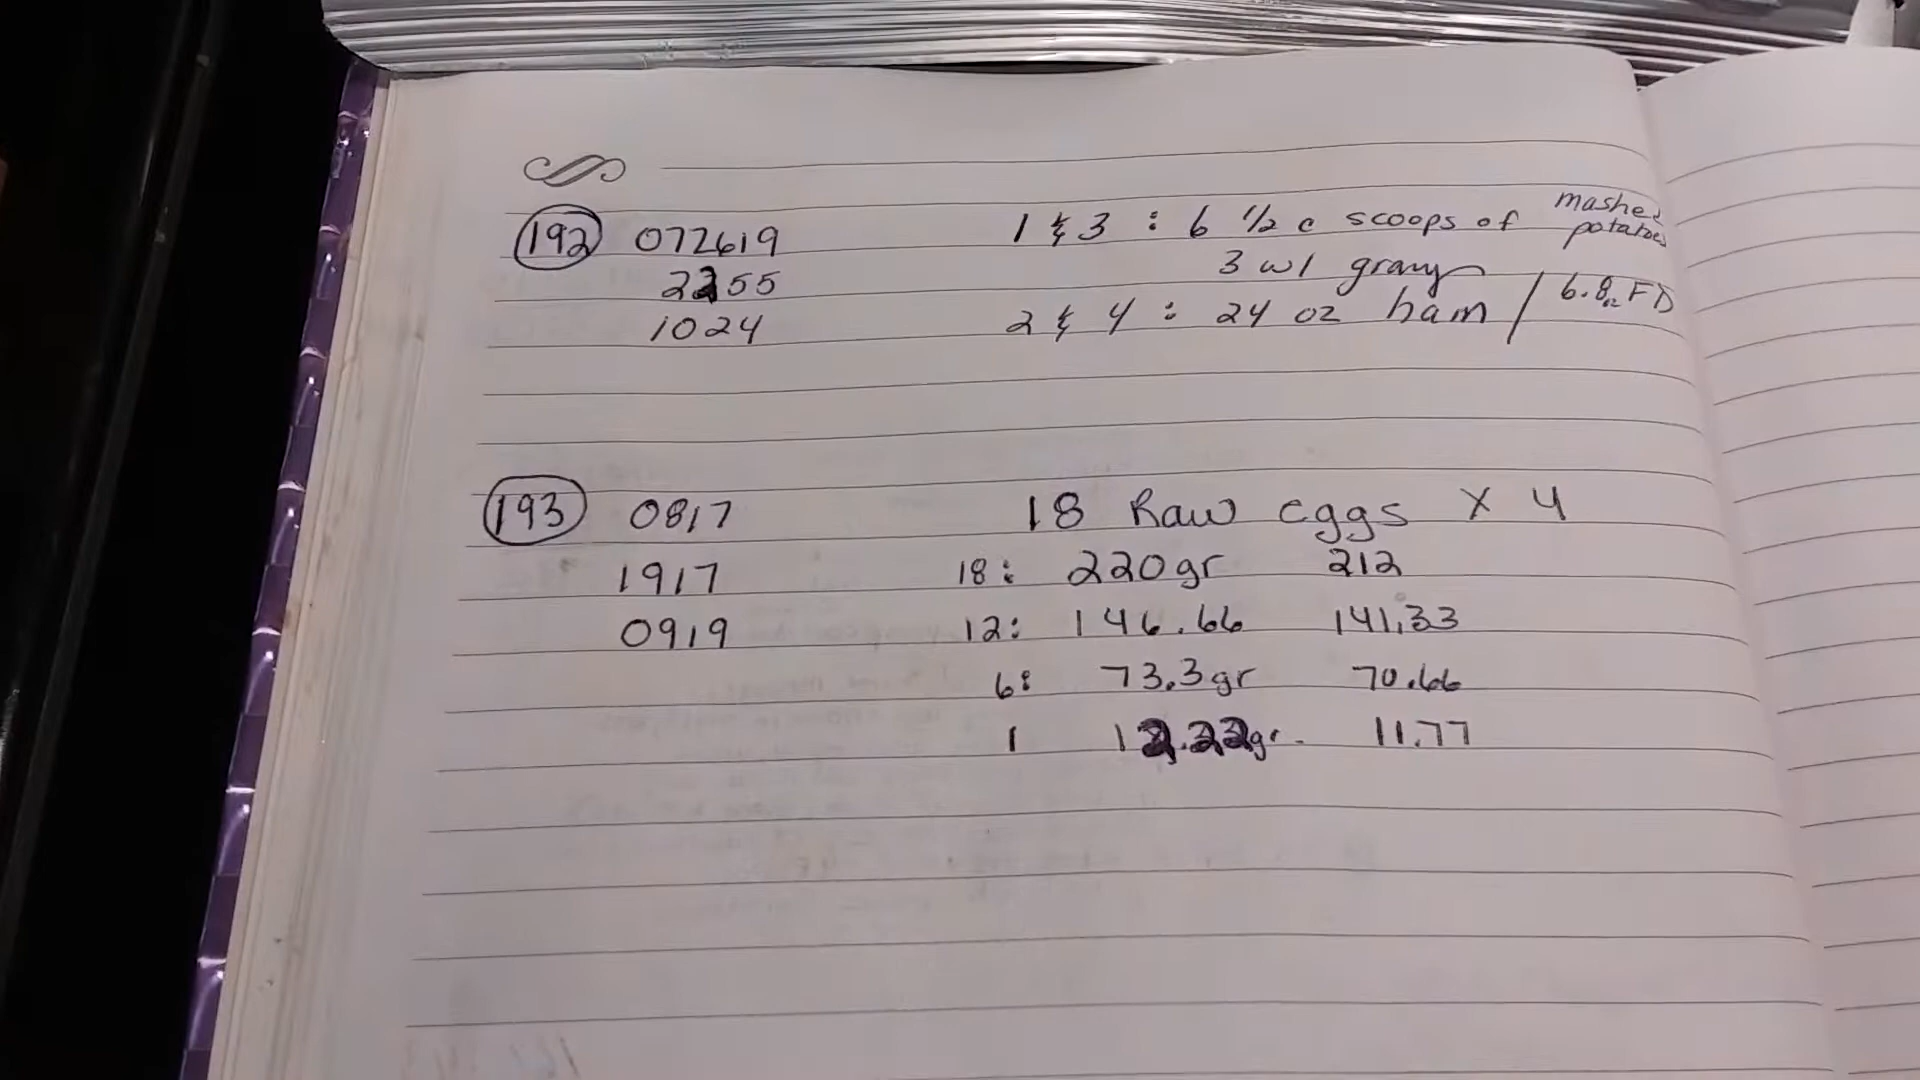 192 072619 1 & 3 : 6 1/2 c scoops of mashed potatoes
2255 3 w/ gravy
1024 2 & 4 : 24 oz ham / 6.8oz FD
193 0817 18 Raw eggs x 4
1917 18: 220gr 212
0919 12: 146.66 141.33
6: 73.3gr 70.66
1 12.22gr. 11.77